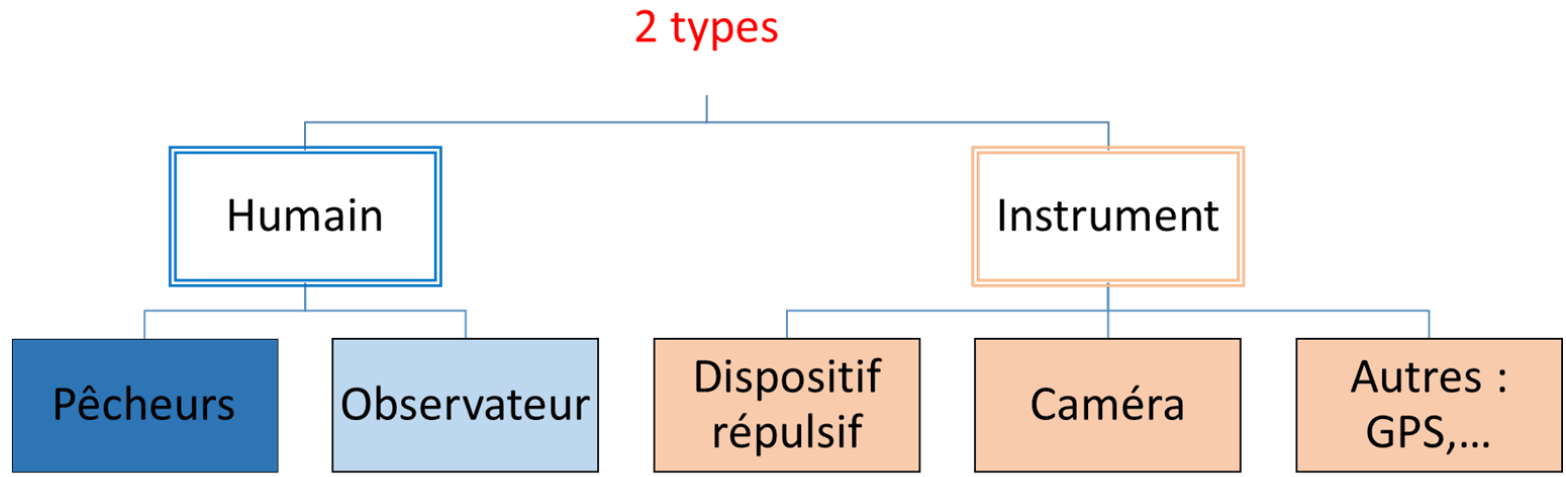 2 types
Humain
Instrument
Pêcheurs
Observateur
Dispositif
répulsif
Caméra
Autres :
GPS,...